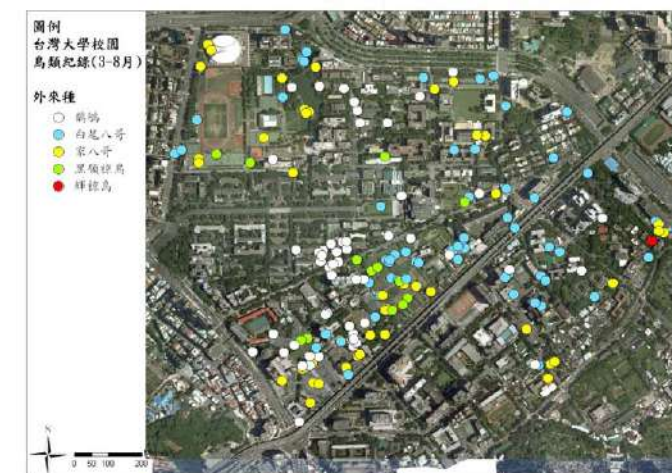 圖例
台灣大學校園
鳥類紀錄(3-8月)
外來種
鵲鴝
白尾八哥
家八哥
黑領椋鳥
輝椋鳥
N
0 50 100 200